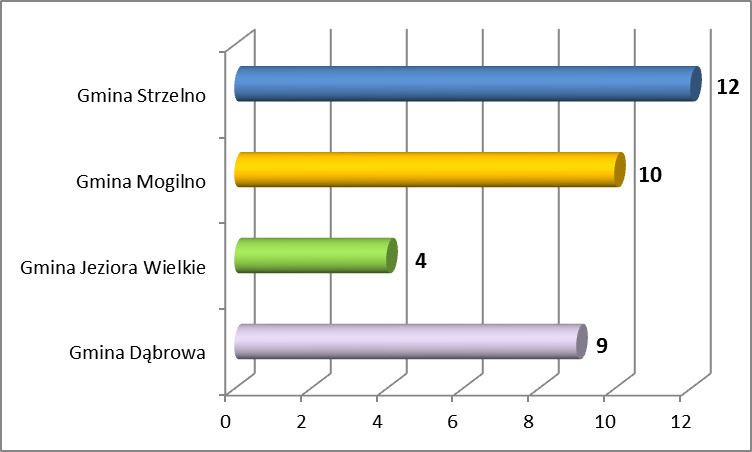 Gmina Strzelno 12
Gmina Mogilno 10
Gmina Jeziora Wielkie 4
Gmina Dąbrowa 9
0 2 4 6 8 10 12